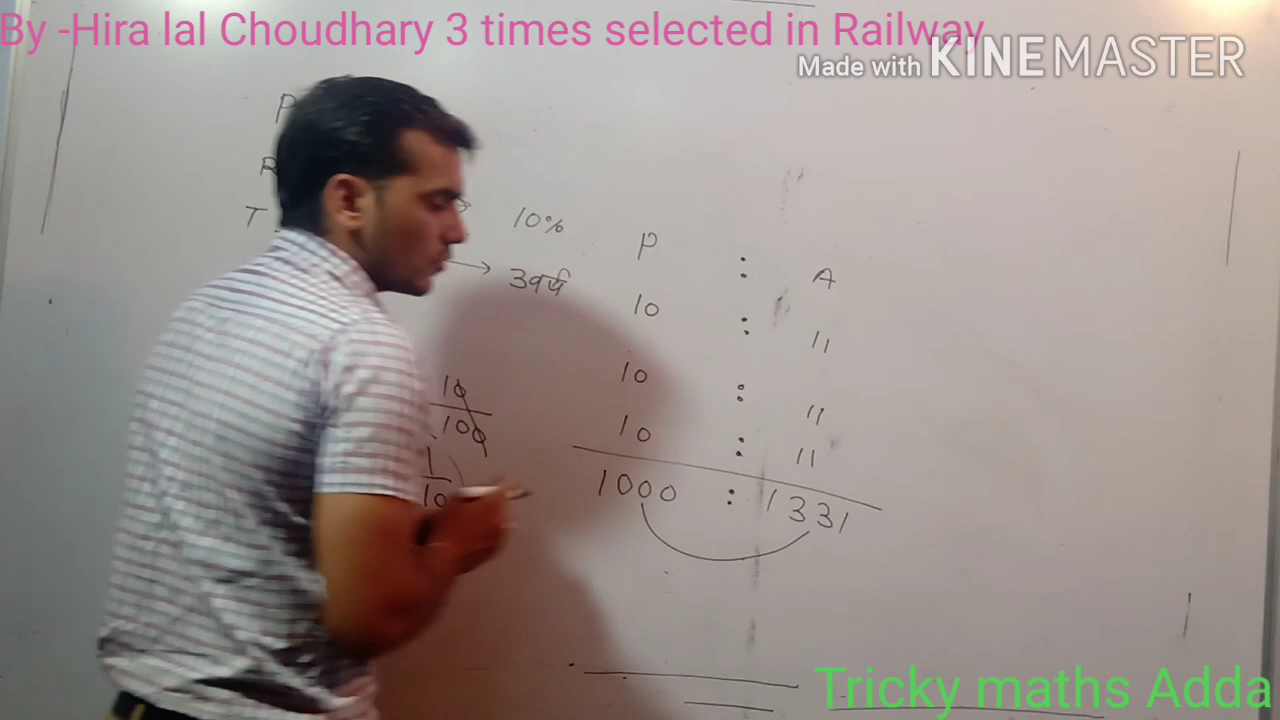 By -Hira lal Choudhary 3 times selected in Railway
Made with KINEMASTER
P
R
T
10%
3वर्ष
P : A
10 : 11
10 : 11
10 : 11
1000 : 1331
10
100
1
10
Tricky maths Adda